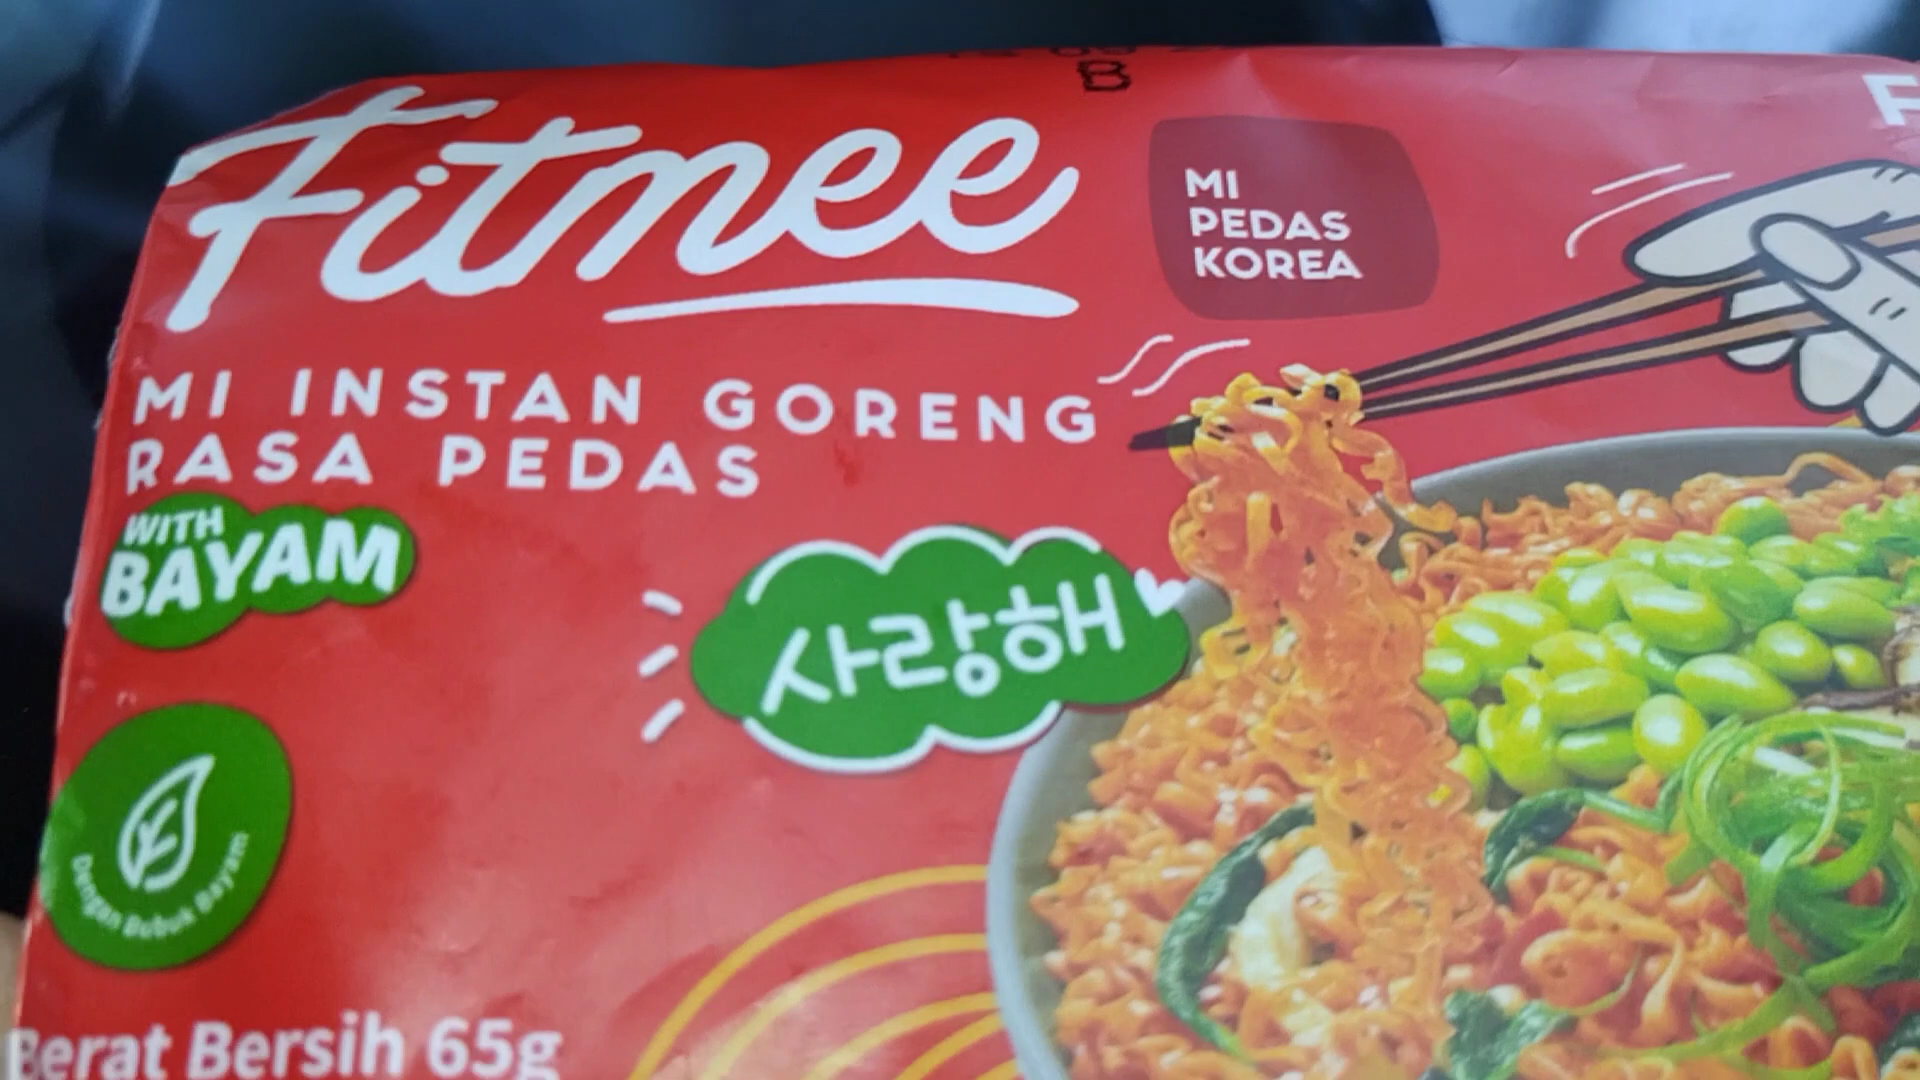 Fitmee
MI
PEDAS
KOREA
MI INSTAN GORENG
RASA PEDAS
WITH
BAYAM
사랑해
Dengan Bubuk Bayam
Berat Bersih 65g